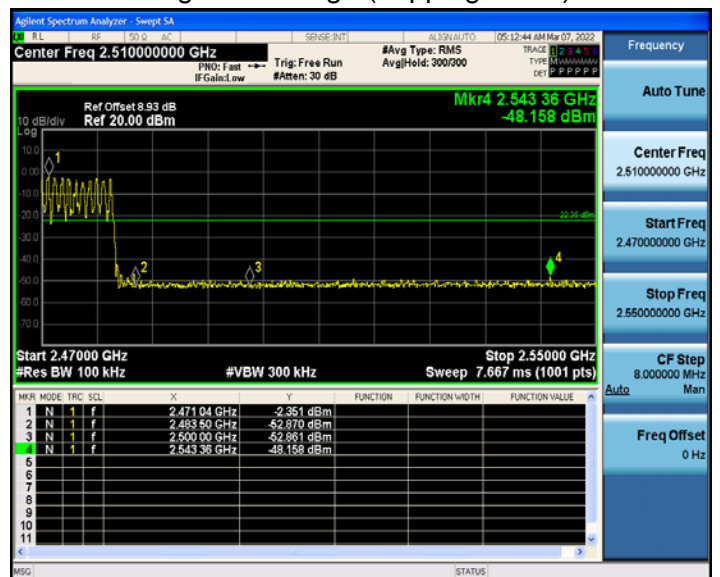 Agilent Spectrum Analyzer - Swept SA
RL RF 50 Ω AC SENSE:INT ALIGN AUTO 05:12:44 AM Mar 07, 2022
Center Freq 2.510000000 GHz #Avg Type: RMS TRACE 1 2 3 4 5 6
PNO: Fast Trig: Free Run Avg|Hold: 300/300 TYPE M
IFGain:Low #Atten: 30 dB DET P P P P P P
Ref Offset 8.93 dB Mkr4 2.543 36 GHz
10 dB/div Ref 20.00 dBm -48.158 dBm
Log
10.0
0.00
-10.0
-20.0
-30.0
-40.0
-50.0
-60.0
-70.0
1
2
3
4
Start 2.47000 GHz Stop 2.55000 GHz
#Res BW 100 kHz #VBW 300 kHz Sweep 7.667 ms (1001 pts)
MKR MODE TRC SCL X Y FUNCTION FUNCTION WIDTH FUNCTION VALUE
1 N 1 f 2.471 04 GHz -2.351 dBm
2 N 1 f 2.483 50 GHz -52.870 dBm
3 N 1 f 2.500 00 GHz -52.861 dBm
4 N 1 f 2.543 36 GHz -48.158 dBm
5
6
7
8
9
10
11
MSG STATUS
Frequency
Auto Tune
Center Freq
2.510000000 GHz
Start Freq
2.470000000 GHz
Stop Freq
2.550000000 GHz
CF Step
8.000000 MHz
Auto Man
Freq Offset
0 Hz